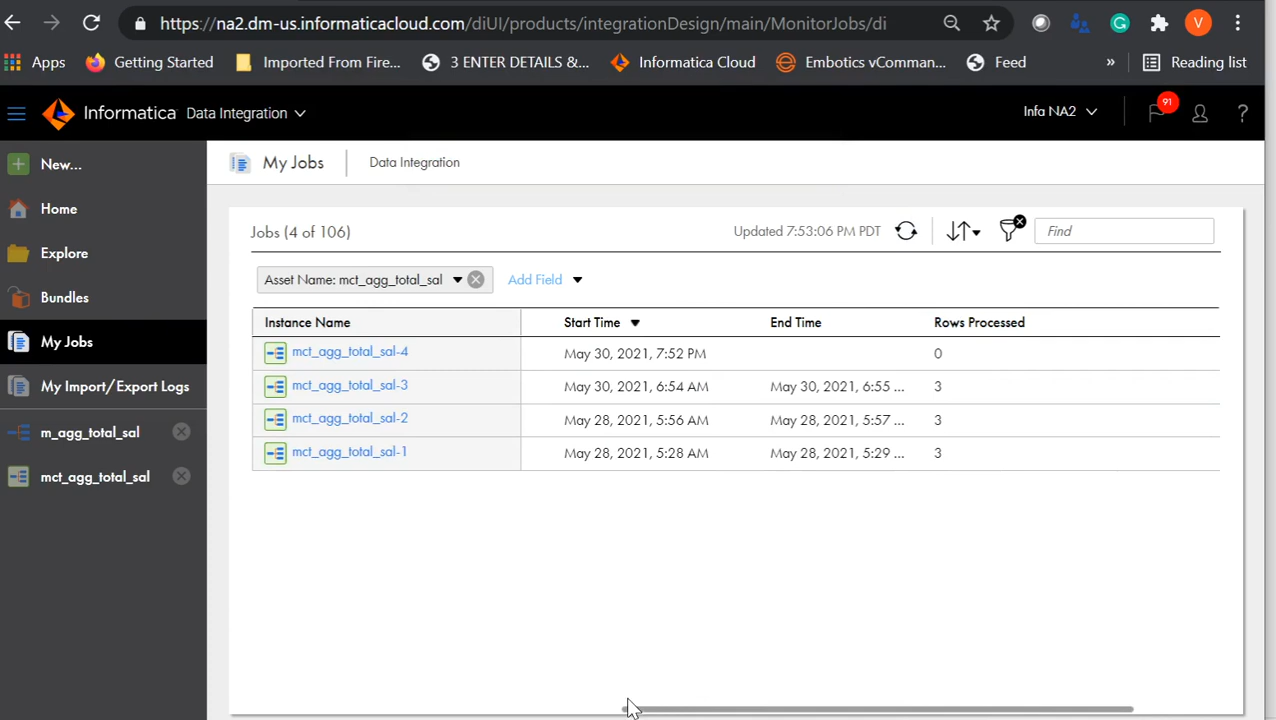 https://na2.dm-us.informaticacloud.com/diUI/products/integrationDesign/main/MonitorJobs/di
V
Apps
Getting Started
Imported From Fire...
3 ENTER DETAILS &...
Informatica Cloud
Embotics vComman...
Feed
»
Reading list
Informatica
Data Integration
Infa NA2
91
?
New...
Home
Explore
Bundles
My Jobs
My Import/Export Logs
m_agg_total_sal
mct_agg_total_sal
My Jobs
Data Integration
Jobs (4 of 106)
Updated 7:53:06 PM PDT
Find
Asset Name: mct_agg_total_sal
Add Field
Instance Name Start Time End Time Rows Processed
mct_agg_total_sal-4 May 30, 2021, 7:52 PM 0
mct_agg_total_sal-3 May 30, 2021, 6:54 AM May 30, 2021, 6:55 ... 3
mct_agg_total_sal-2 May 28, 2021, 5:56 AM May 28, 2021, 5:57 ... 3
mct_agg_total_sal-1 May 28, 2021, 5:28 AM May 28, 2021, 5:29 ... 3